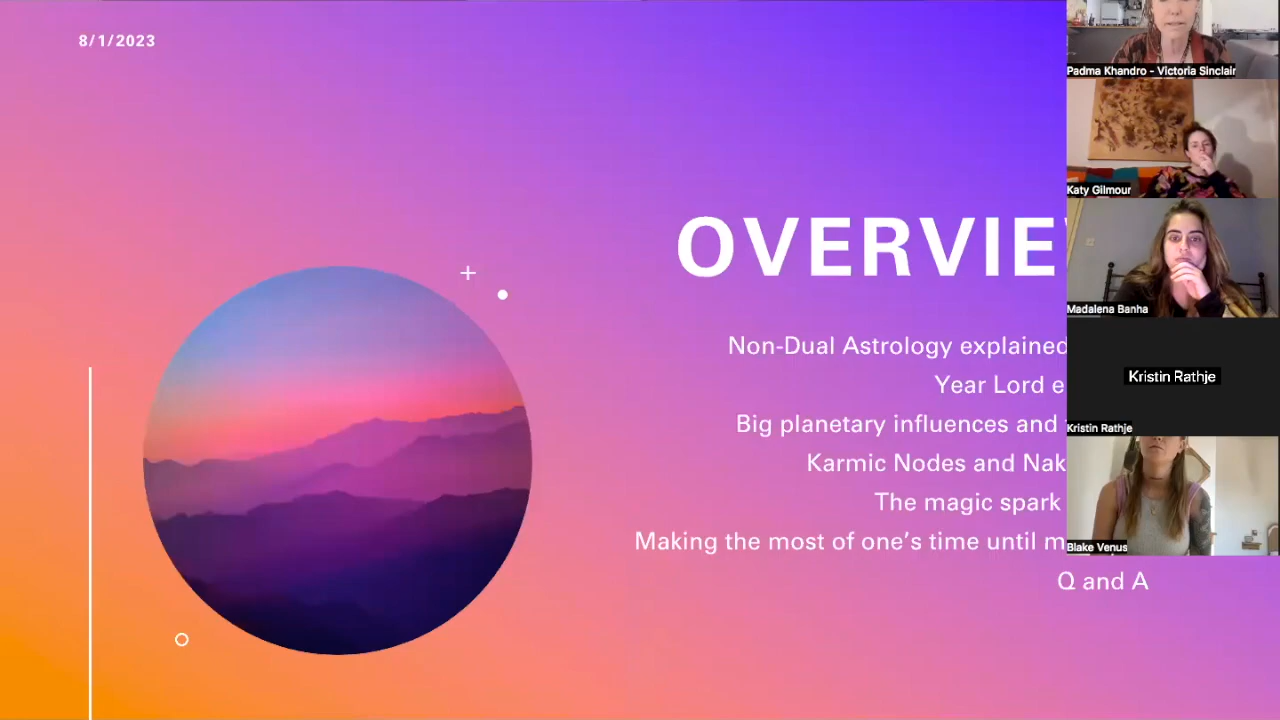 8/1/2023
OVERVIE
Non-Dual Astrology explained
Year Lord e
Big planetary influences and
Karmic Nodes and Nak
The magic spark
Making the most of one's time until m
Q and A
Padma Khandro - Victoria Sinclair
Katy Gilmour
Madalena Banha
Kristin Rathje
Kristin Rathje
Blake Venus